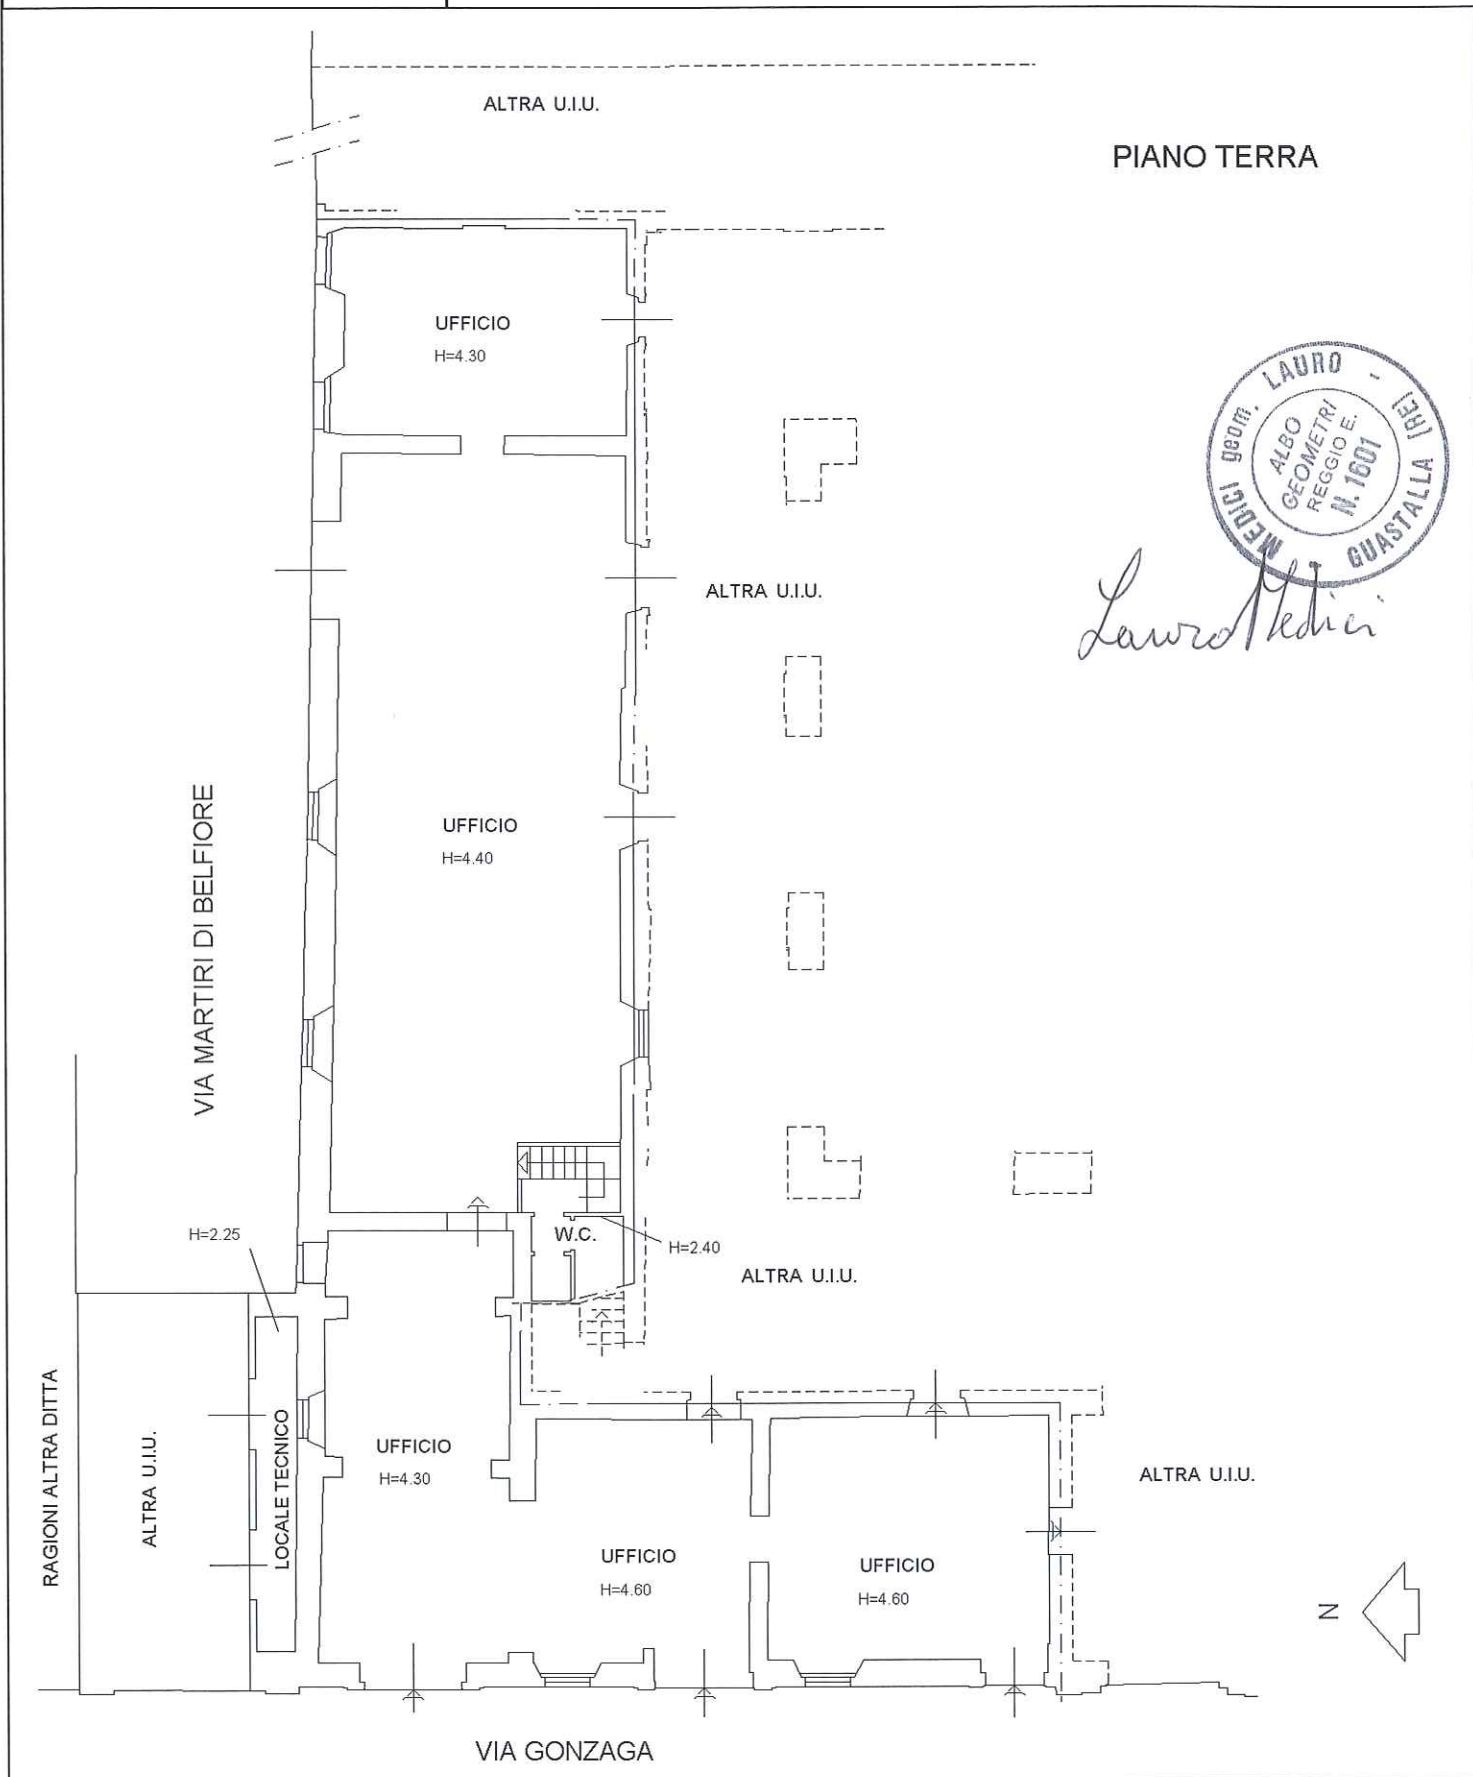 ALTRA U.I.U.
PIANO TERRA
UFFICIO
H=4.30
MEDICI geom. LAURO - GUASTALLA (RE)
ALBO
GEOMETRI
REGGIO E.
N. 1601
Lauro Medici
ALTRA U.I.U.
VIA MARTIRI DI BELFIORE
UFFICIO
H=4.40
H=2.25
W.C.
H=2.40
ALTRA U.I.U.
RAGIONI ALTRA DITTA
ALTRA U.I.U.
LOCALE TECNICO
UFFICIO
H=4.30
ALTRA U.I.U.
UFFICIO
H=4.60
UFFICIO
H=4.60
N
VIA GONZAGA